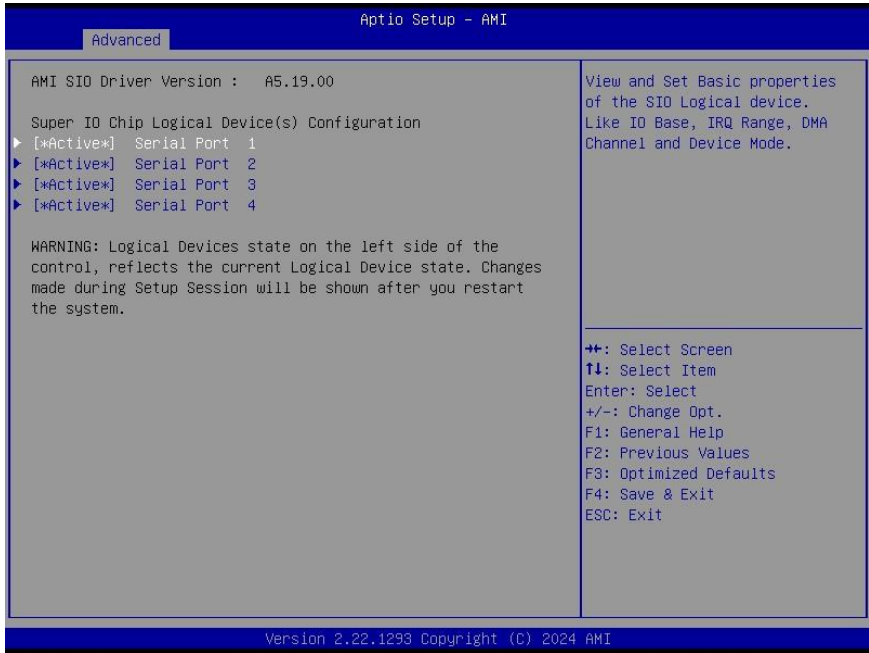 Aptio Setup – AMI
Advanced
AMI SIO Driver Version :   A5.19.00
Super IO Chip Logical Device(s) Configuration
[*Active*]  Serial Port  1
[*Active*]  Serial Port  2
[*Active*]  Serial Port  3
[*Active*]  Serial Port  4
WARNING: Logical Devices state on the left side of the
control, reflects the current Logical Device state. Changes
made during Setup Session will be shown after you restart
the system.
View and Set Basic properties
of the SIO Logical device.
Like IO Base, IRQ Range, DMA
Channel and Device Mode.
→←: Select Screen
↑↓: Select Item
Enter: Select
+/-: Change Opt.
F1: General Help
F2: Previous Values
F3: Optimized Defaults
F4: Save & Exit
ESC: Exit
Version 2.22.1293 Copyright (C) 2024 AMI